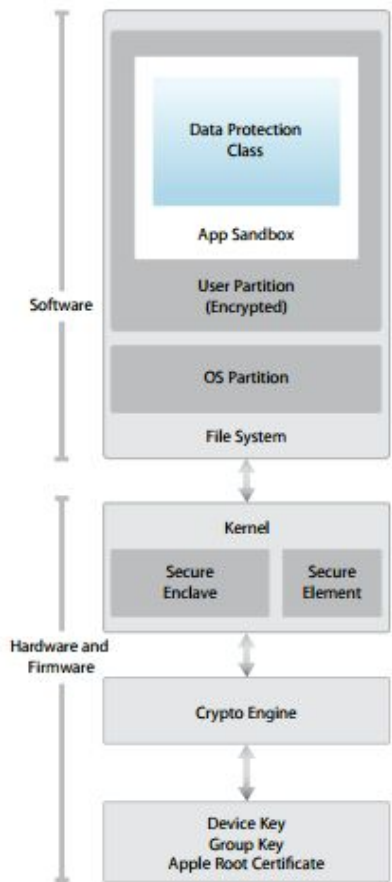 Data Protection
Class
App Sandbox
User Partition
(Encrypted)
Software
OS Partition
File System
Kernel
Secure
Enclave
Secure
Element
Hardware and
Firmware
Crypto Engine
Device Key
Group Key
Apple Root Certificate